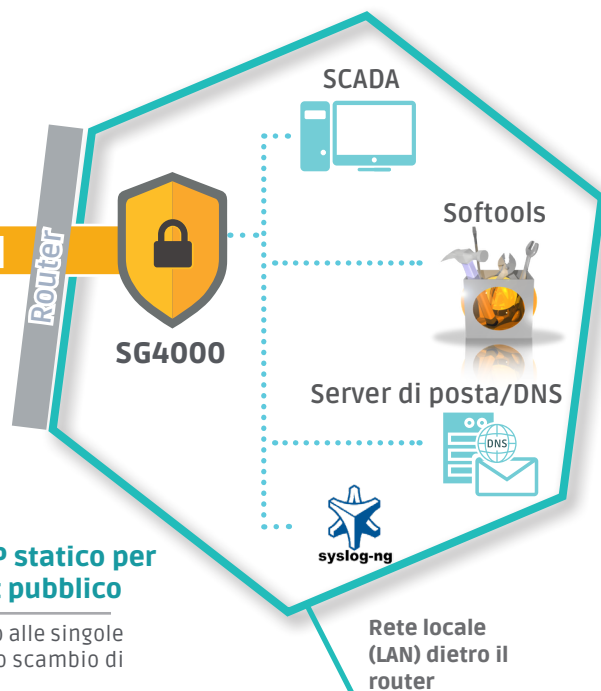 SCADA
Softools
Router
SG4000
Server di posta/DNS
DNS
syslog-ng
P statico per
pubblico
o alle singole
o scambio di
Rete locale
(LAN) dietro il
router